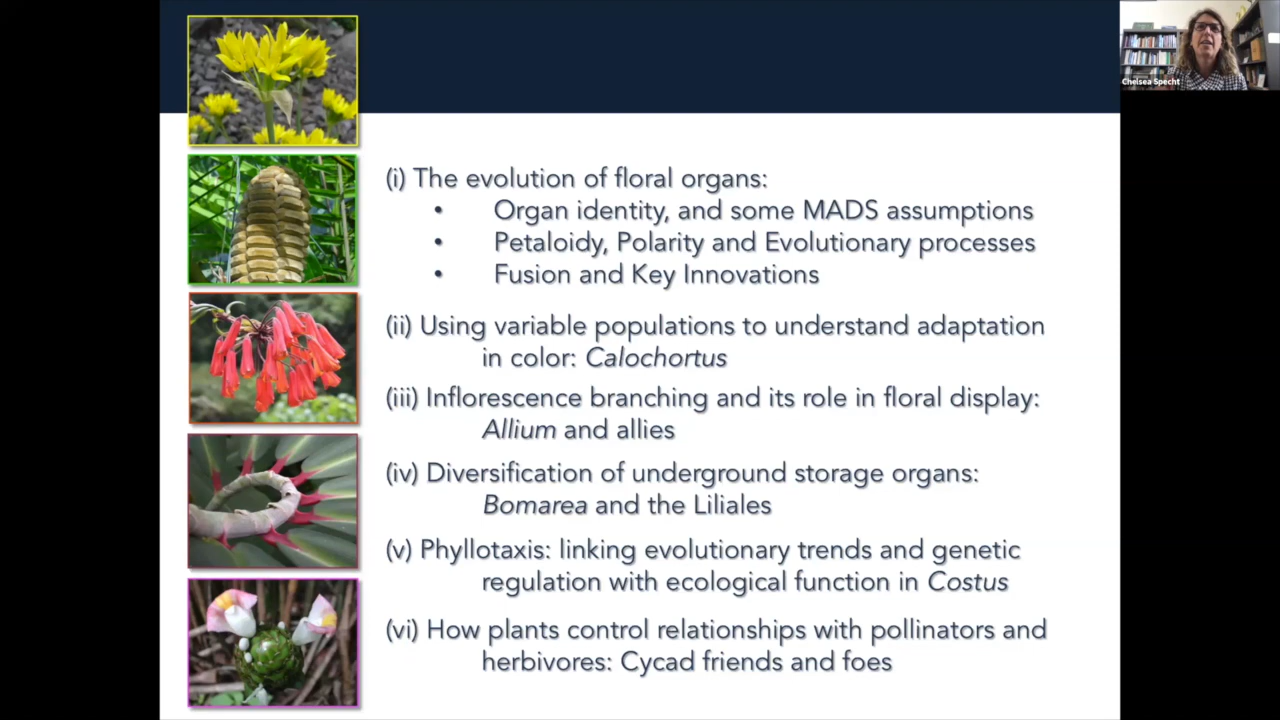 Chelsea Specht
(i) The evolution of floral organs:
• Organ identity, and some MADS assumptions
• Petaloidy, Polarity and Evolutionary processes
• Fusion and Key Innovations
(ii) Using variable populations to understand adaptation
in color: Calochortus
(iii) Inflorescence branching and its role in floral display:
Allium and allies
(iv) Diversification of underground storage organs:
Bomarea and the Liliales
(v) Phyllotaxis: linking evolutionary trends and genetic
regulation with ecological function in Costus
(vi) How plants control relationships with pollinators and
herbivores: Cycad friends and foes